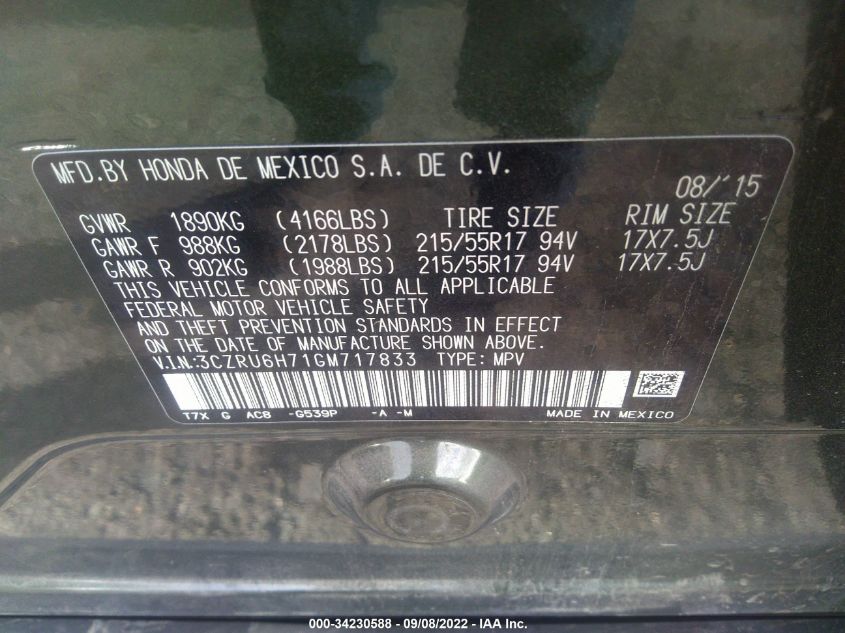 MFD.BY HONDA DE MEXICO S.A. DE C.V.
08/'15
GVWR 1890KG (4166LBS) TIRE SIZE RIM SIZE
GAWR F 988KG (2178LBS) 215/55R17 94V 17X7.5J
GAWR R 902KG (1988LBS) 215/55R17 94V 17X7.5J
THIS VEHICLE CONFORMS TO ALL APPLICABLE
FEDERAL MOTOR VEHICLE SAFETY
AND THEFT PREVENTION STANDARDS IN EFFECT
ON THE DATE OF MANUFACTURE SHOWN ABOVE.
V.I.N.:3CZRU6H71GM717833 TYPE: MPV
T7X G AC8 -G539P -A -M MADE IN MEXICO
000-34230588 - 09/08/2022 - IAA Inc.